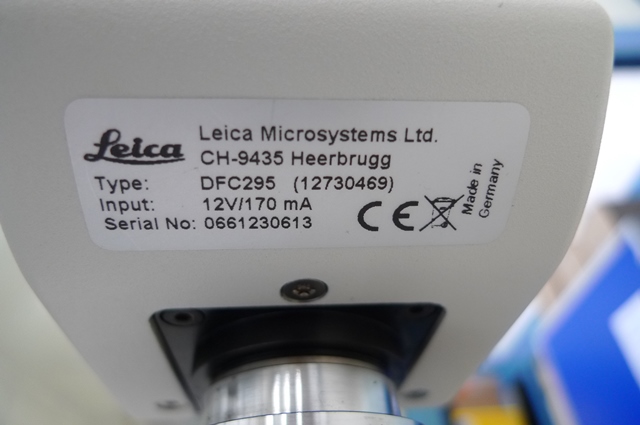 Leica
Leica Microsystems Ltd.
CH-9435 Heerbrugg
Type: DFC295 (12730469)
Input: 12V/170 mA
Serial No: 0661230613
CE
Made in
Germany